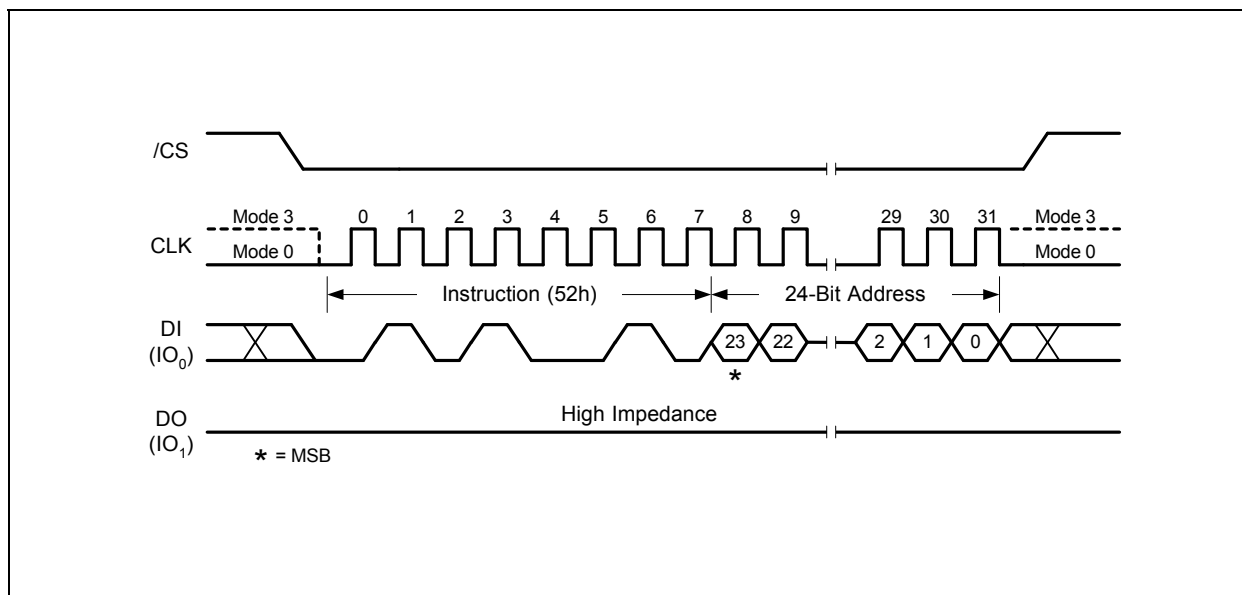 /CS
Mode 3
0 1 2 3 4 5 6 7 8 9 29 30 31
Mode 3
CLK
Mode 0
Mode 0
Instruction (52h)
24-Bit Address
DI
(IO0)
23 22 2 1 0
*
DO
(IO1)
High Impedance
* = MSB